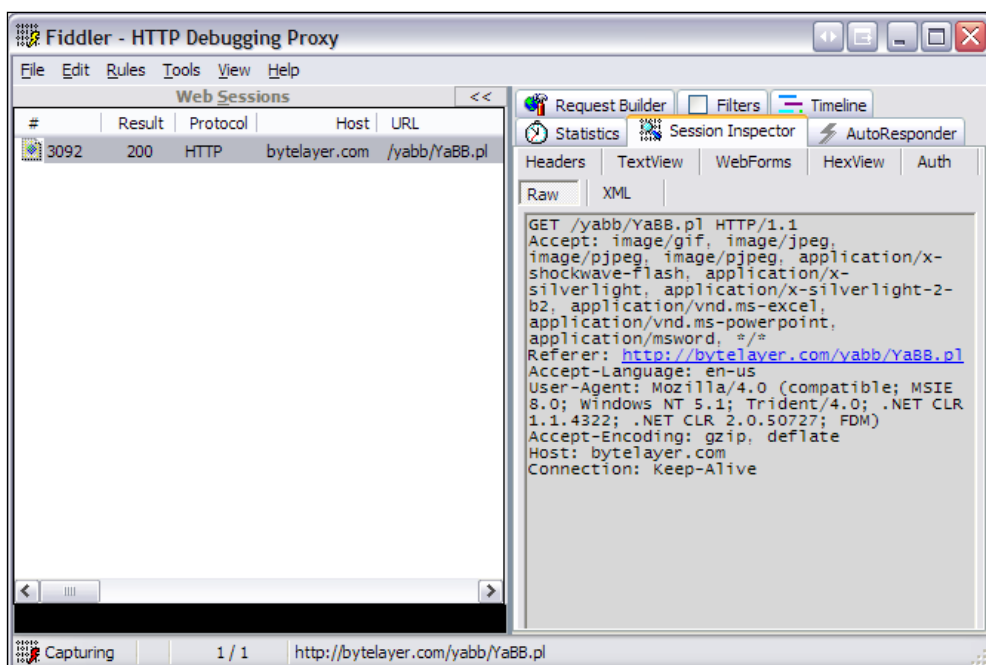 Fiddler - HTTP Debugging Proxy
File Edit Rules Tools View Help
Web Sessions <<
# Result Protocol Host URL
3092 200 HTTP bytelayer.com /yabb/YaBB.pl
Request Builder Filters Timeline
Statistics Session Inspector AutoResponder
Headers TextView WebForms HexView Auth
Raw XML
GET /yabb/YaBB.pl HTTP/1.1
Accept: image/gif, image/jpeg,
image/pjpeg, image/pjpeg, application/x-
shockwave-flash, application/x-
silverlight, application/x-silverlight-2-
b2, application/vnd.ms-excel,
application/vnd.ms-powerpoint,
application/msword, */*
Referer: http://bytelayer.com/yabb/YaBB.pl
Accept-Language: en-us
User-Agent: Mozilla/4.0 (compatible; MSIE
8.0; Windows NT 5.1; Trident/4.0; .NET CLR
1.1.4322; .NET CLR 2.0.50727; FDM)
Accept-Encoding: gzip, deflate
Host: bytelayer.com
Connection: Keep-Alive
Capturing 1 / 1 http://bytelayer.com/yabb/YaBB.pl